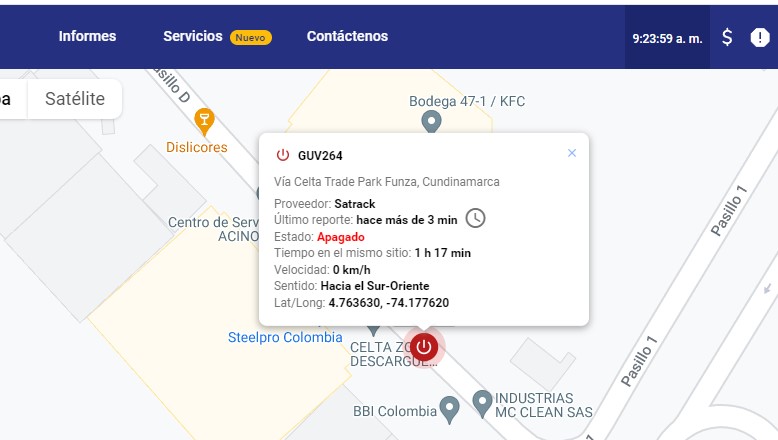 Informes Servicios Nuevo Contáctenos 9:23:59 a. m. $
Satélite
Pasillo D
Bodega 47-1 / KFC
Dislicores
GUV264
Vía Celta Trade Park Funza, Cundinamarca
Proveedor: Satrack
Último reporte: hace más de 3 min
Estado: Apagado
Tiempo en el mismo sitio: 1 h 17 min
Velocidad: 0 km/h
Sentido: Hacia el Sur-Oriente
Lat/Long: 4.763630, -74.177620
Centro de Serv
ACINO
Pasillo 1
Steelpro Colombia
CELTA ZO
DESCARGUE...
Pasillo 1
BBI Colombia
INDUSTRIAS
MC CLEAN SAS